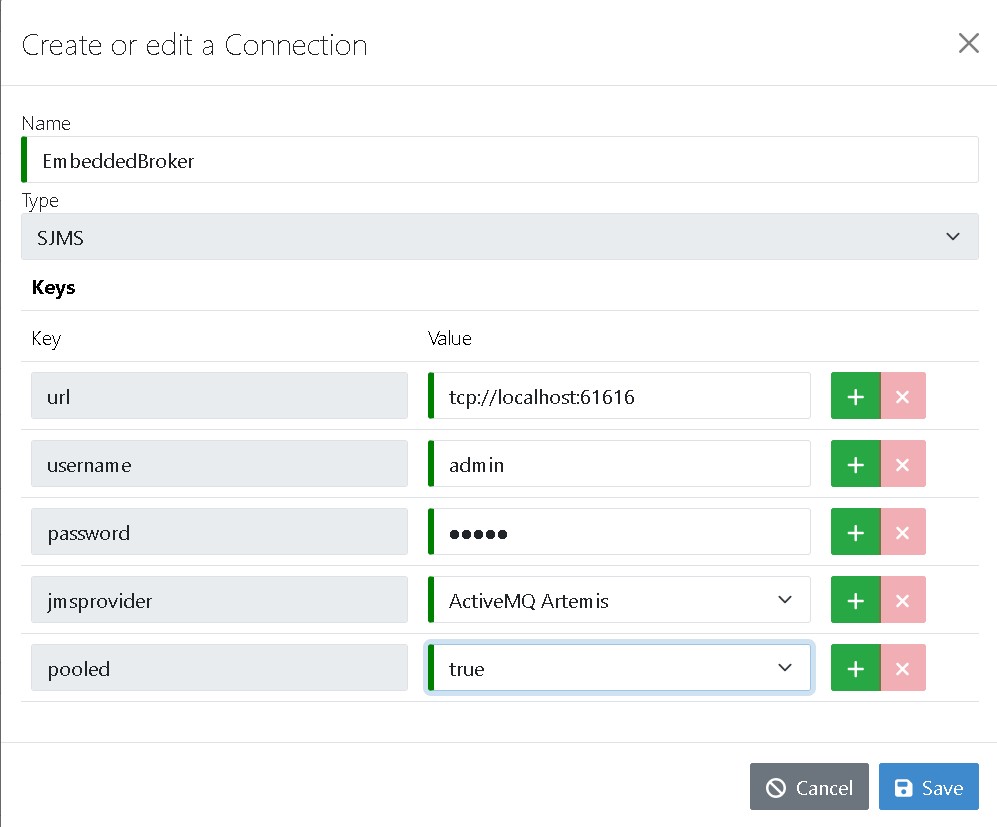 Create or edit a Connection
Name
EmbeddedBroker
Type
SJMS
Keys
Key Value
url tcp://localhost:61616
username admin
password •••••
jmsprovider ActiveMQ Artemis
pooled true
Cancel Save